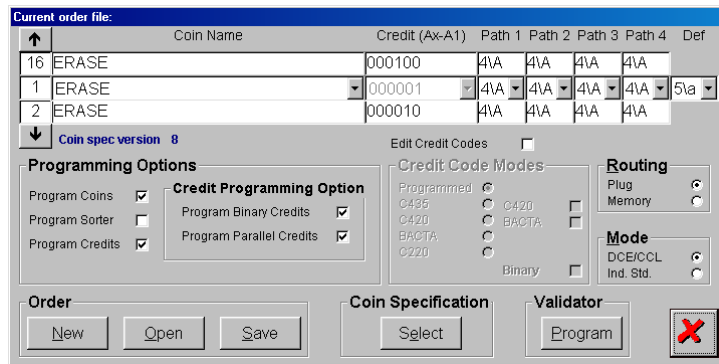 Current order file:
Coin Name Credit (Ax-A1) Path 1 Path 2 Path 3 Path 4 Def
16 ERASE 000100 4\A 4\A 4\A 4\A
1 ERASE 000001 4\A 4\A 4\A 4\A 5\a
2 ERASE 000010 4\A 4\A 4\A 4\A
Coin spec version 8 Edit Credit Codes
Programming Options
Program Coins
Program Sorter
Program Credits
Credit Programming Option
Program Binary Credits
Program Parallel Credits
Credit Code Modes
Programmed
C435 C420
C420 BACTA
BACTA
C220
Binary
Routing
Plug
Memory
Mode
DCE/CCL
Ind. Std.
Order
New Open Save
Coin Specification
Select
Validator
Program